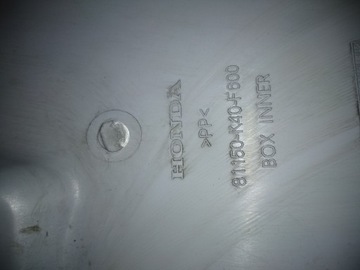 HONDA
>PP<
81150-K40-F600
BOX INNER